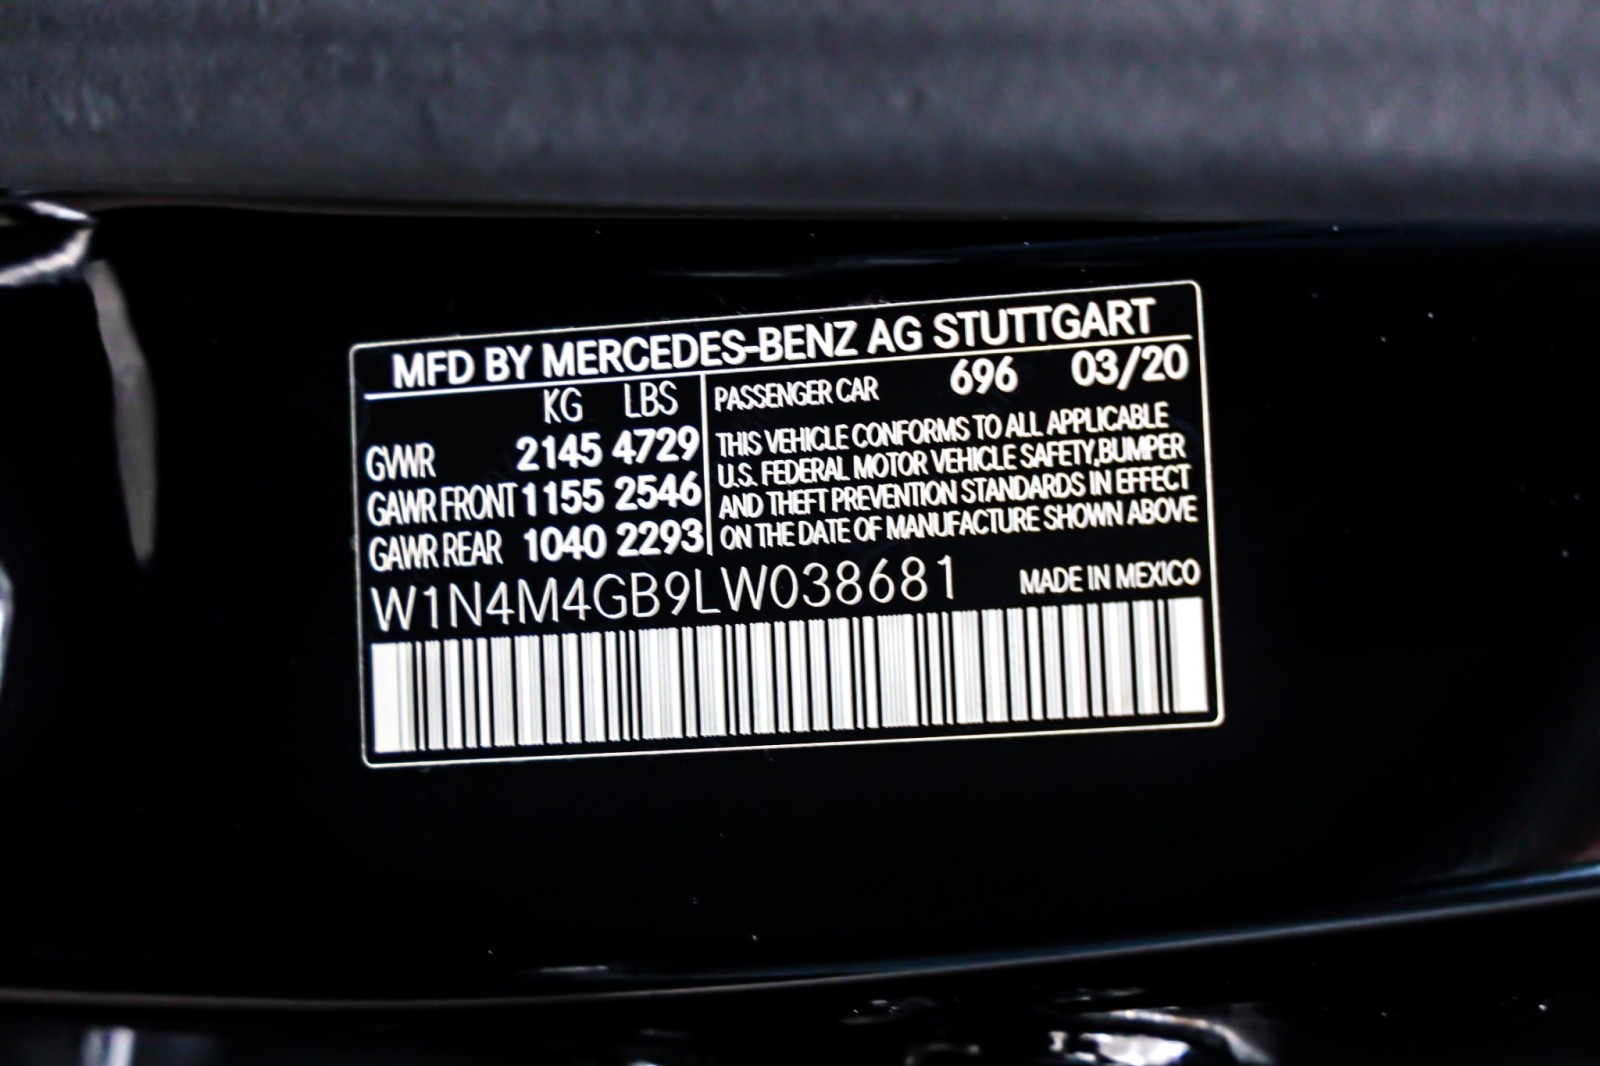 MFD BY MERCEDES-BENZ AG STUTTGART
KG LBS
GVWR 2145 4729
GAWR FRONT 1155 2546
GAWR REAR 1040 2293
PASSENGER CAR 696 03/20
THIS VEHICLE CONFORMS TO ALL APPLICABLE
U.S. FEDERAL MOTOR VEHICLE SAFETY,BUMPER
AND THEFT PREVENTION STANDARDS IN EFFECT
ON THE DATE OF MANUFACTURE SHOWN ABOVE
W1N4M4GB9LW038681 MADE IN MEXICO